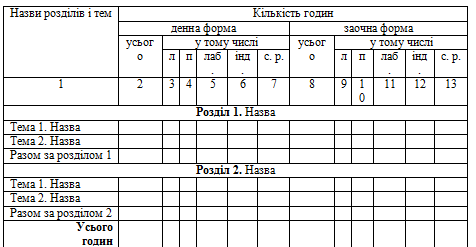 Назви розділів і тем Кількість годин
денна форма заочна форма
усього у тому числі усього у тому числі
л п лаб. інд. с. р. л п лаб. інд. с. р.
1 2 3 4 5 6 7 8 9 10 11 12 13
Розділ 1. Назва
Тема 1. Назва
Тема 2. Назва
Разом за розділом 1
Розділ 2. Назва
Тема 1. Назва
Тема 2. Назва
Разом за розділом 2
Усього
годин